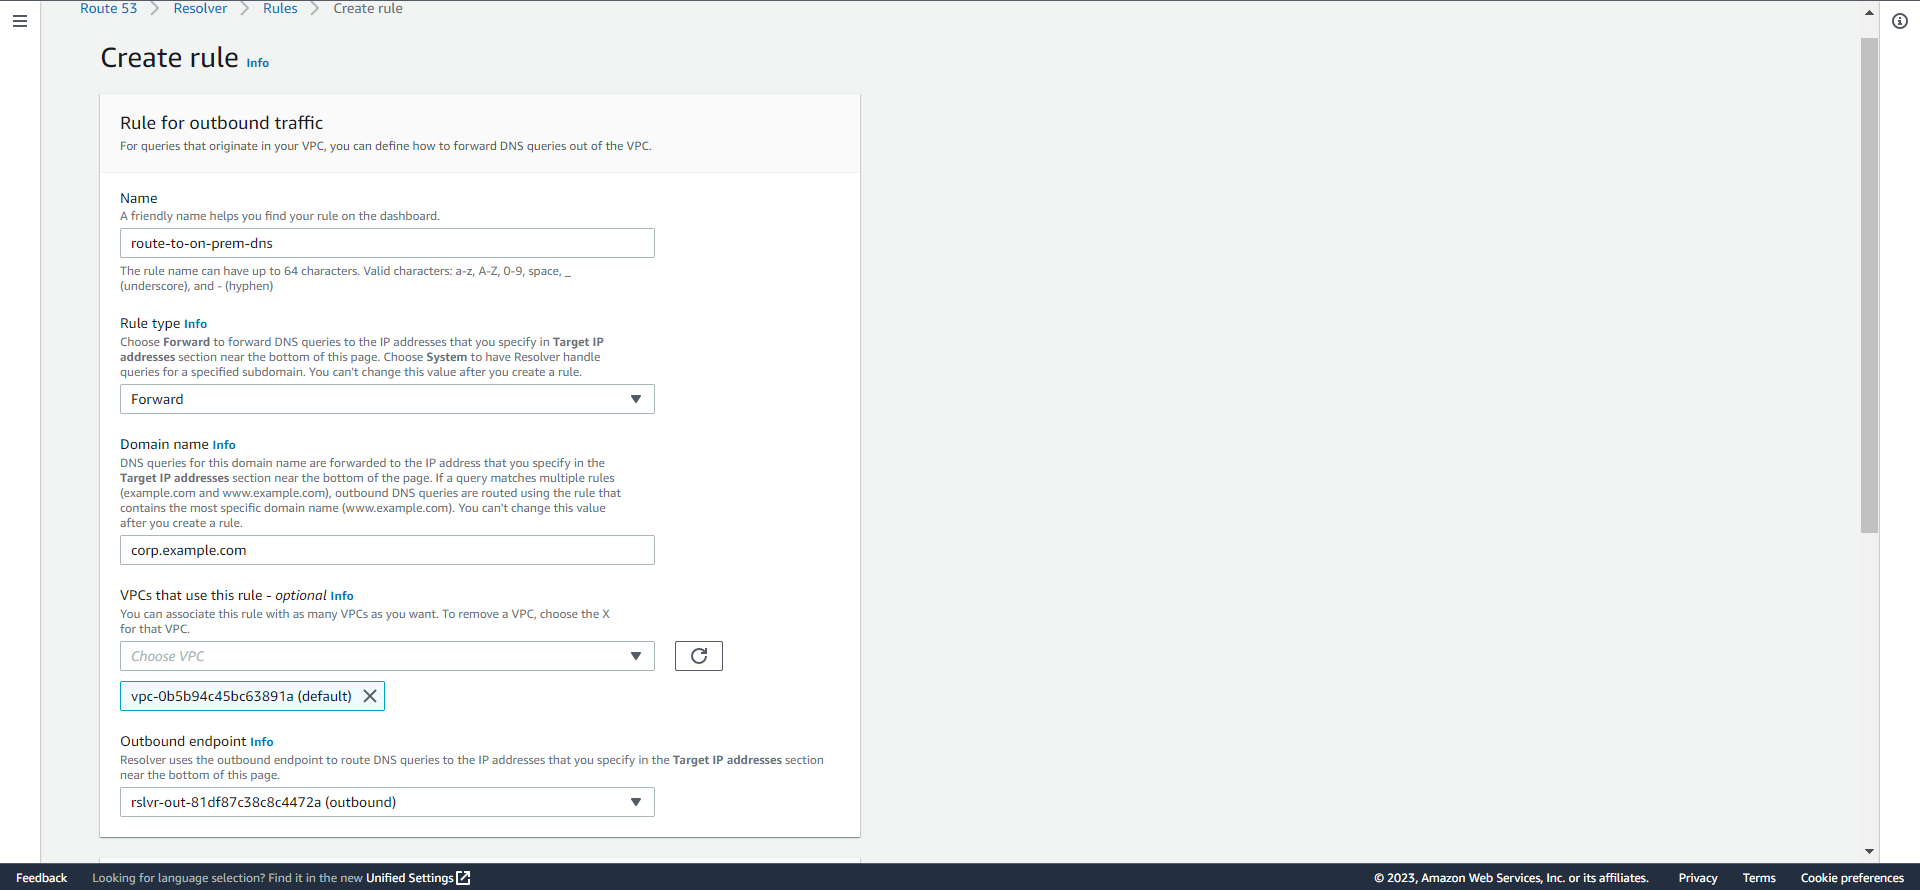 Route 53 Resolver Rules Create rule
Create rule Info
Rule for outbound traffic
For queries that originate in your VPC, you can define how to forward DNS queries out of the VPC.
Name
A friendly name helps you find your rule on the dashboard.
route-to-on-prem-dns
The rule name can have up to 64 characters. Valid characters: a-z, A-Z, 0-9, space, _
(underscore), and - (hyphen)
Rule type Info
Choose Forward to forward DNS queries to the IP addresses that you specify in Target IP
addresses section near the bottom of this page. Choose System to have Resolver handle
queries for a specified subdomain. You can't change this value after you create a rule.
Forward
Domain name Info
DNS queries for this domain name are forwarded to the IP address that you specify in the
Target IP addresses section near the bottom of the page. If a query matches multiple rules
(example.com and www.example.com), outbound DNS queries are routed using the rule that
contains the most specific domain name (www.example.com). You can't change this value
after you create a rule.
corp.example.com
VPCs that use this rule - optional Info
You can associate this rule with as many VPCs as you want. To remove a VPC, choose the X
for that VPC.
Choose VPC
vpc-0b5b94c45bc63891a (default)
Outbound endpoint Info
Resolver uses the outbound endpoint to route DNS queries to the IP addresses that you specify in the Target IP addresses section
near the bottom of this page.
rslvr-out-81df87c38c8c4472a (outbound)
Feedback Looking for language selection? Find it in the new Unified Settings © 2023, Amazon Web Services, Inc. or its affiliates. Privacy Terms Cookie preferences